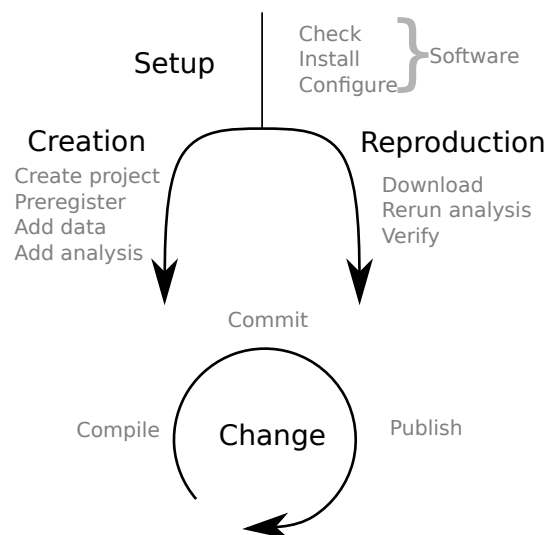 Setup
Check
Install
Configure
Software
Creation
Create project
Preregister
Add data
Add analysis
Reproduction
Download
Rerun analysis
Verify
Commit
Compile
Change
Publish